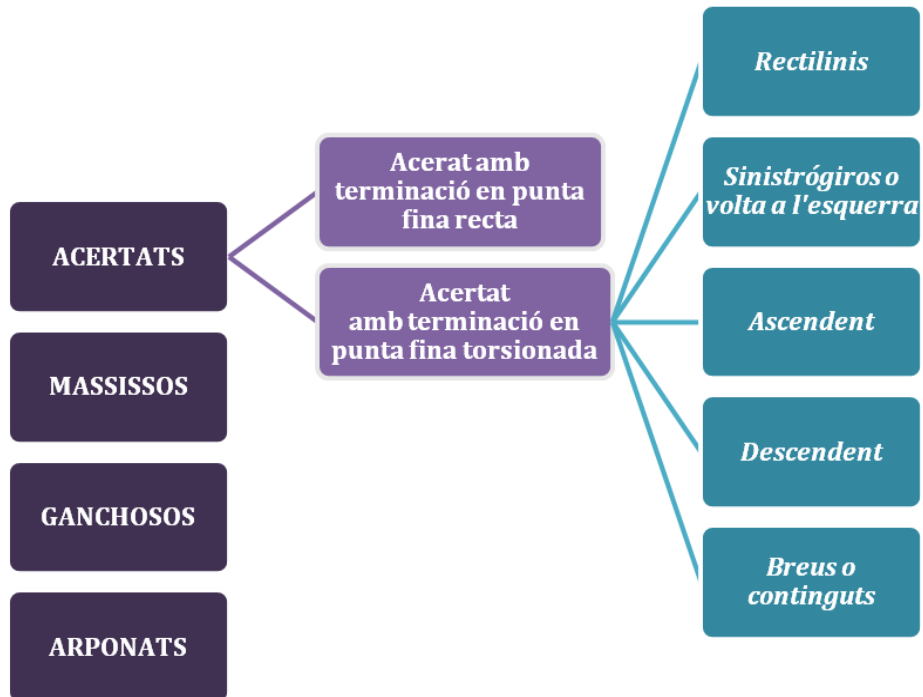 ACERTATS
MASSISSOS
GANCHOSOS
ARPONATS
Acerat amb
terminació en punta
fina recta
Acertat
amb terminació en
punta fina torsionada
Rectilinis
Sinistrógiros o
volta a l'esquerra
Ascendent
Descendent
Breus o
continguts